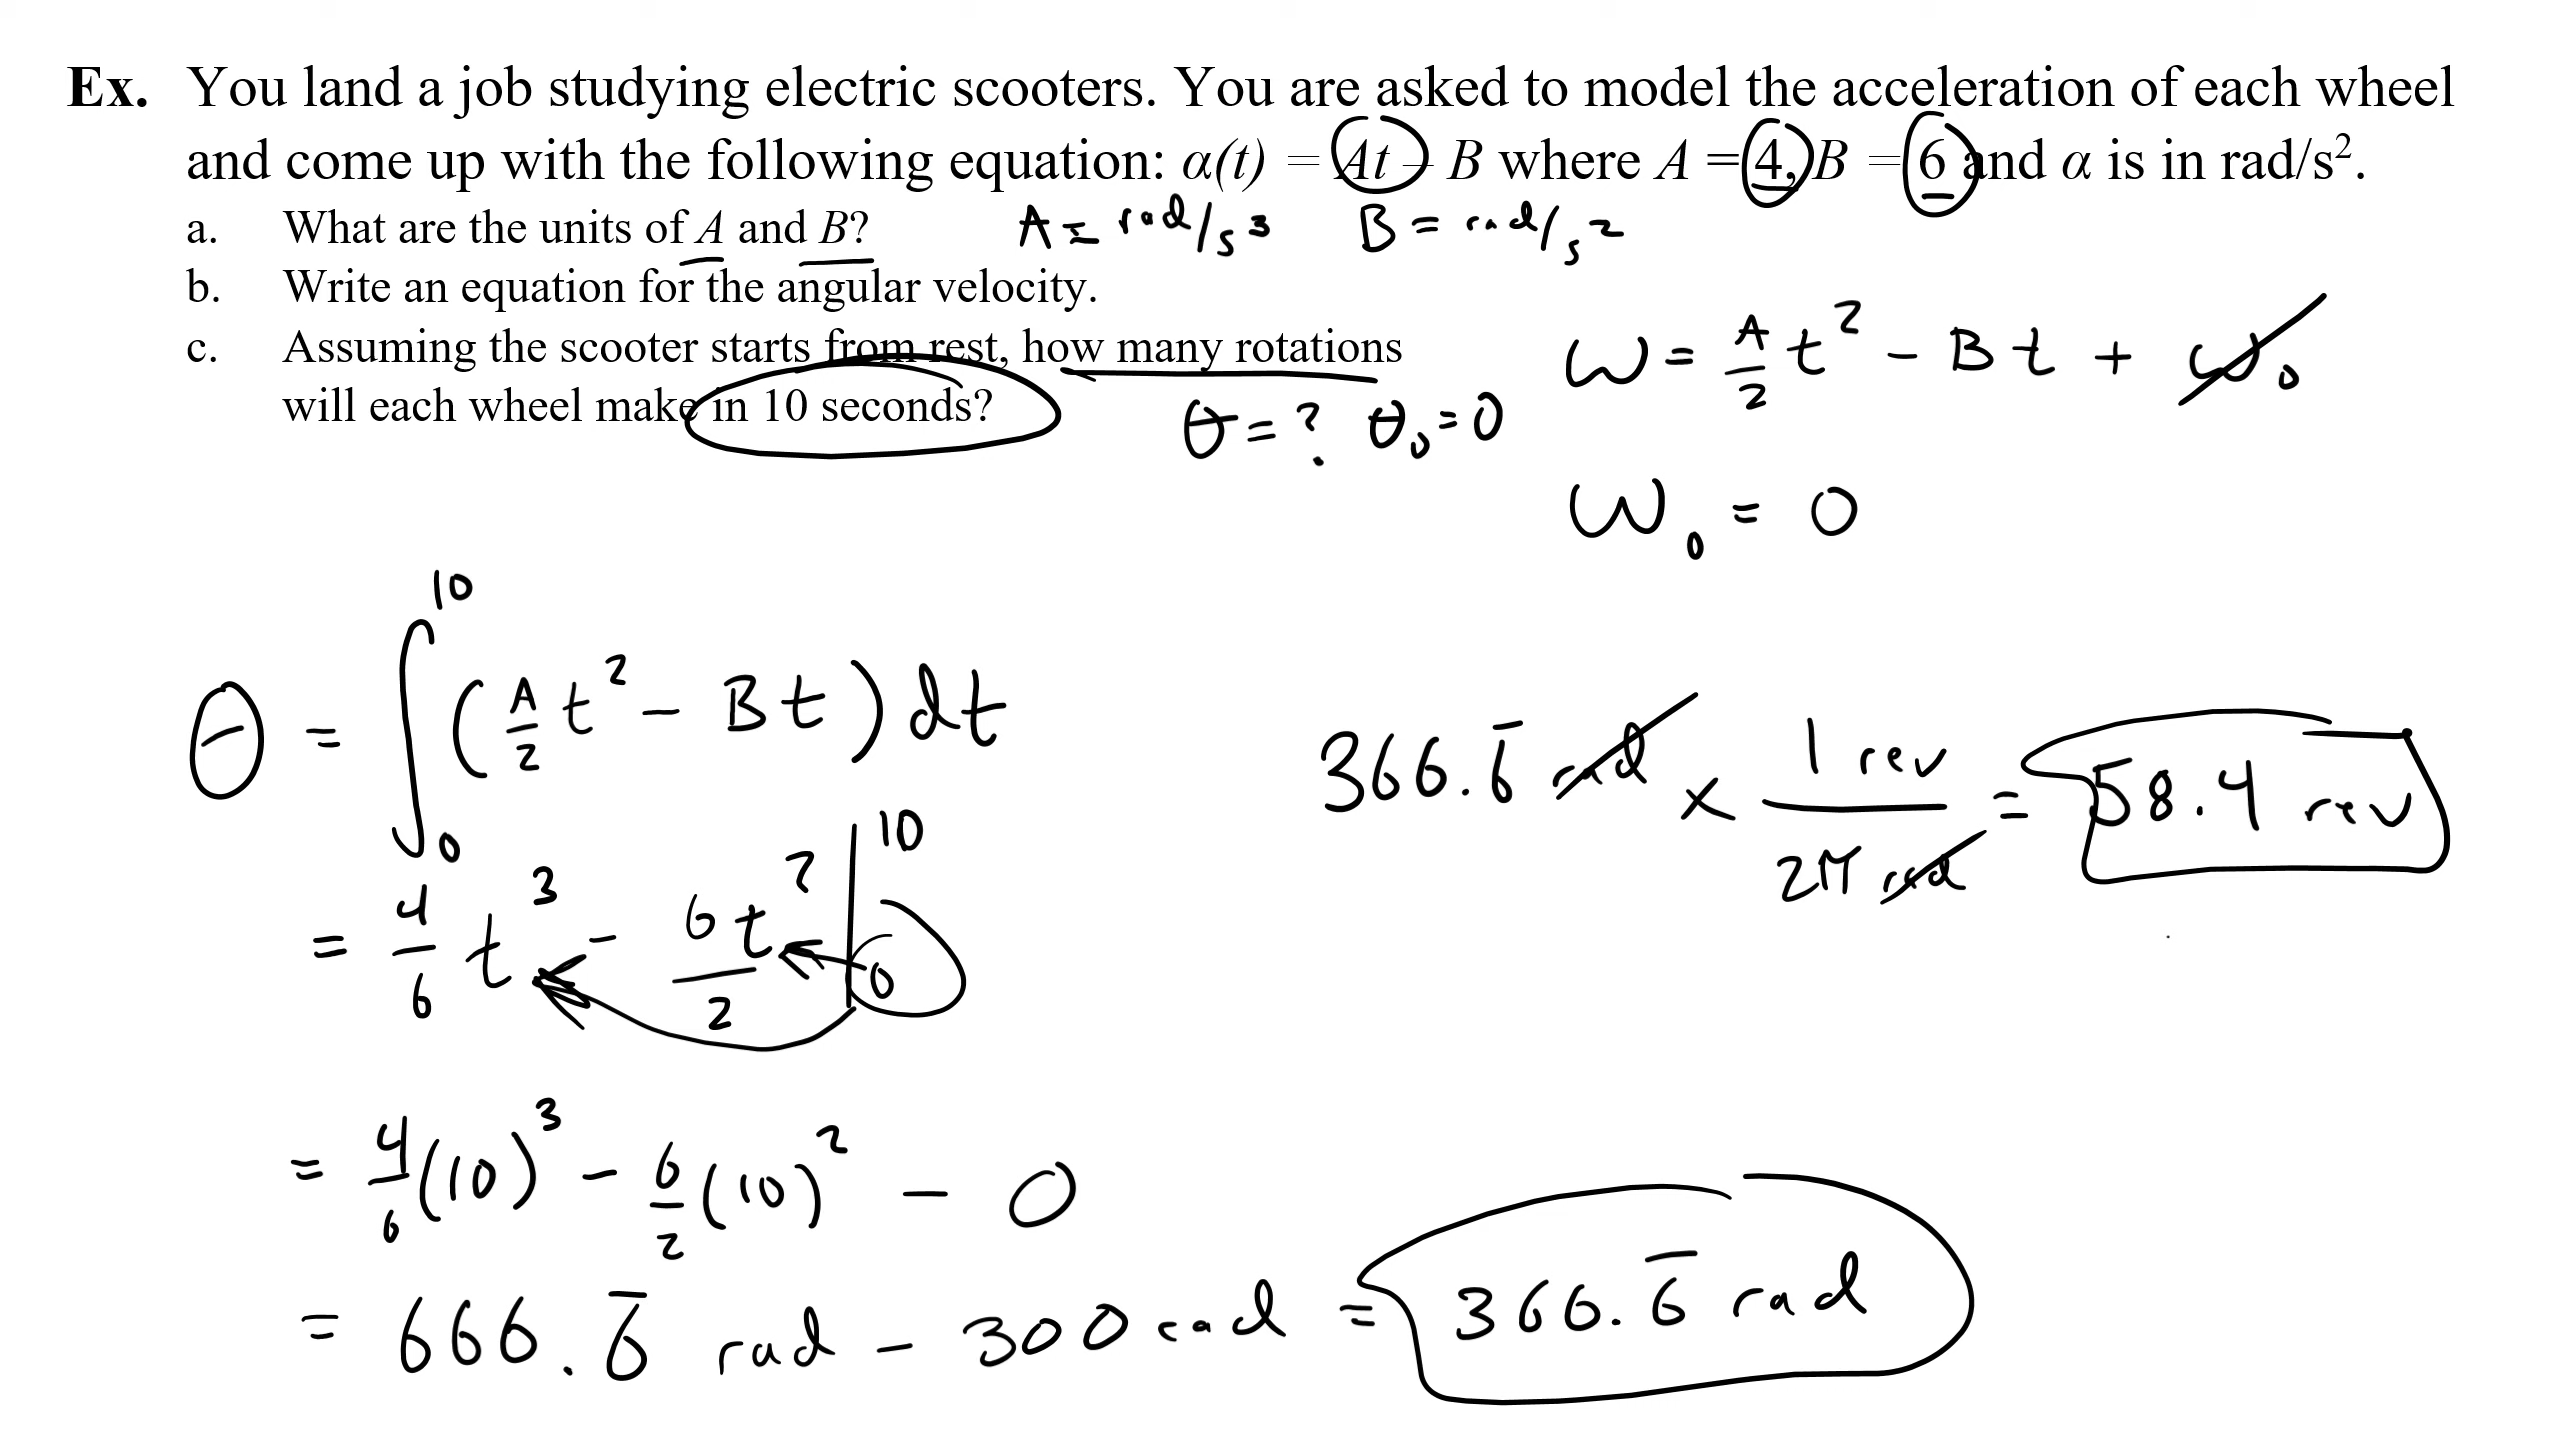 Ex. You land a job studying electric scooters. You are asked to model the acceleration of each wheel
and come up with the following equation: α(t) = At – B where A = 4, B = 6 and α is in rad/s².
a. What are the units of A and B? A = rad/s³ B = rad/s²
b. Write an equation for the angular velocity.
c. Assuming the scooter starts from rest, how many rotations
will each wheel make in 10 seconds?
θ = ? θ₀ = 0
ω = A/2 t² - Bt + ω₀
ω₀ = 0
θ = ∫₀¹⁰ (A/2 t² - Bt) dt
= 4/6 t³ - 6t²/2 |₀¹⁰
= 4/6 (10)³ - 6/2 (10)² - 0
= 666.6̅ rad - 300 rad = 366.6̅ rad
366.6̅ rad × 1 rev / 2π rad = 58.4 rev